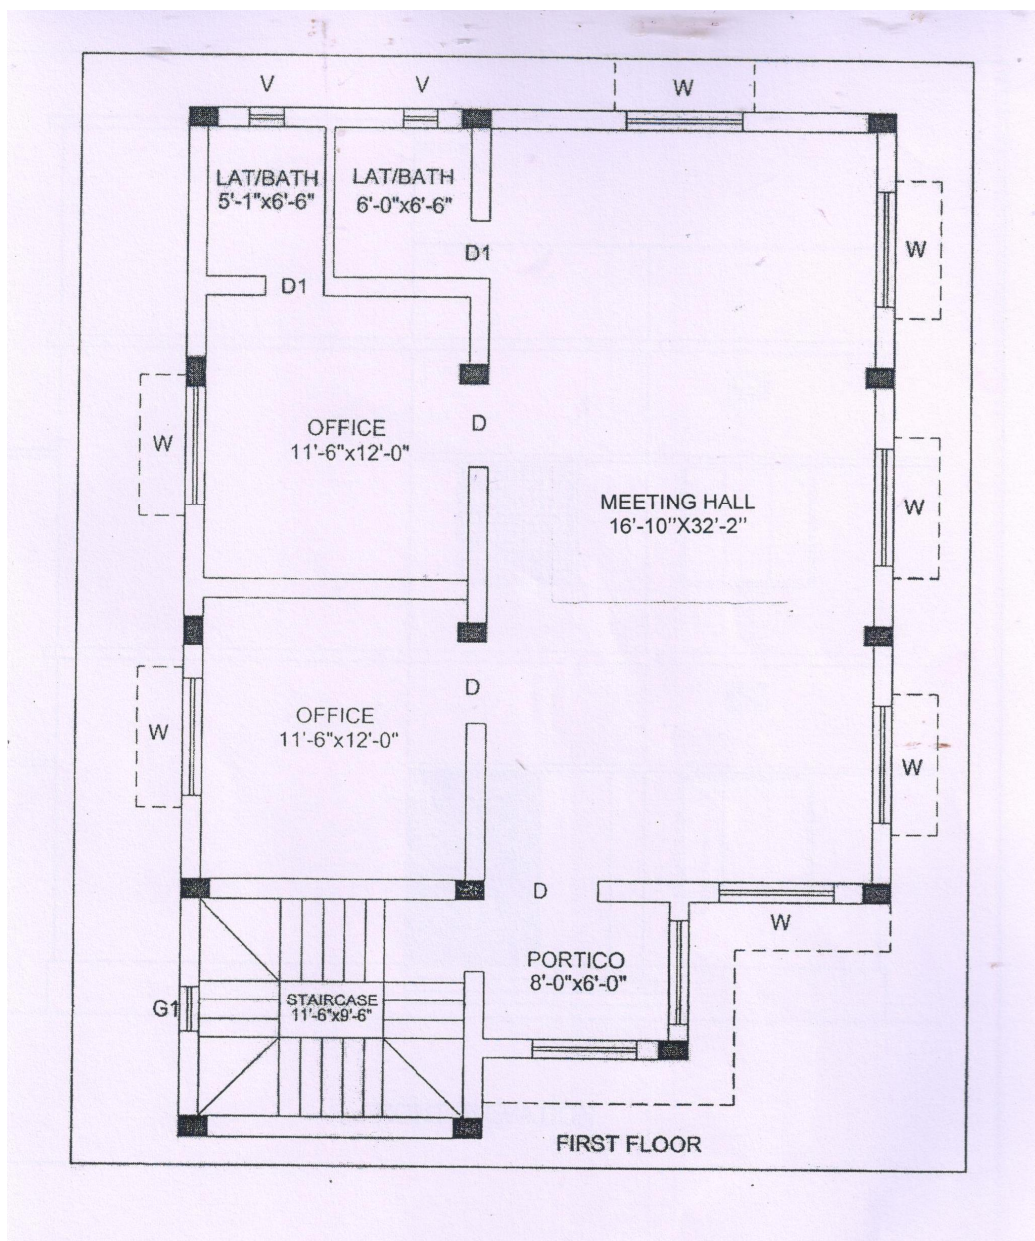 V
V
W
LAT/BATH
5'-1"x6'-6"
LAT/BATH
6'-0"x6'-6"
D1
W
D1
W
OFFICE
11'-6"x12'-0"
D
MEETING HALL
16'-10''X32'-2''
W
W
OFFICE
11'-6"x12'-0"
D
W
D
W
PORTICO
8'-0"x6'-0"
G1
STAIRCASE
11'-6"x9'-6"
FIRST FLOOR